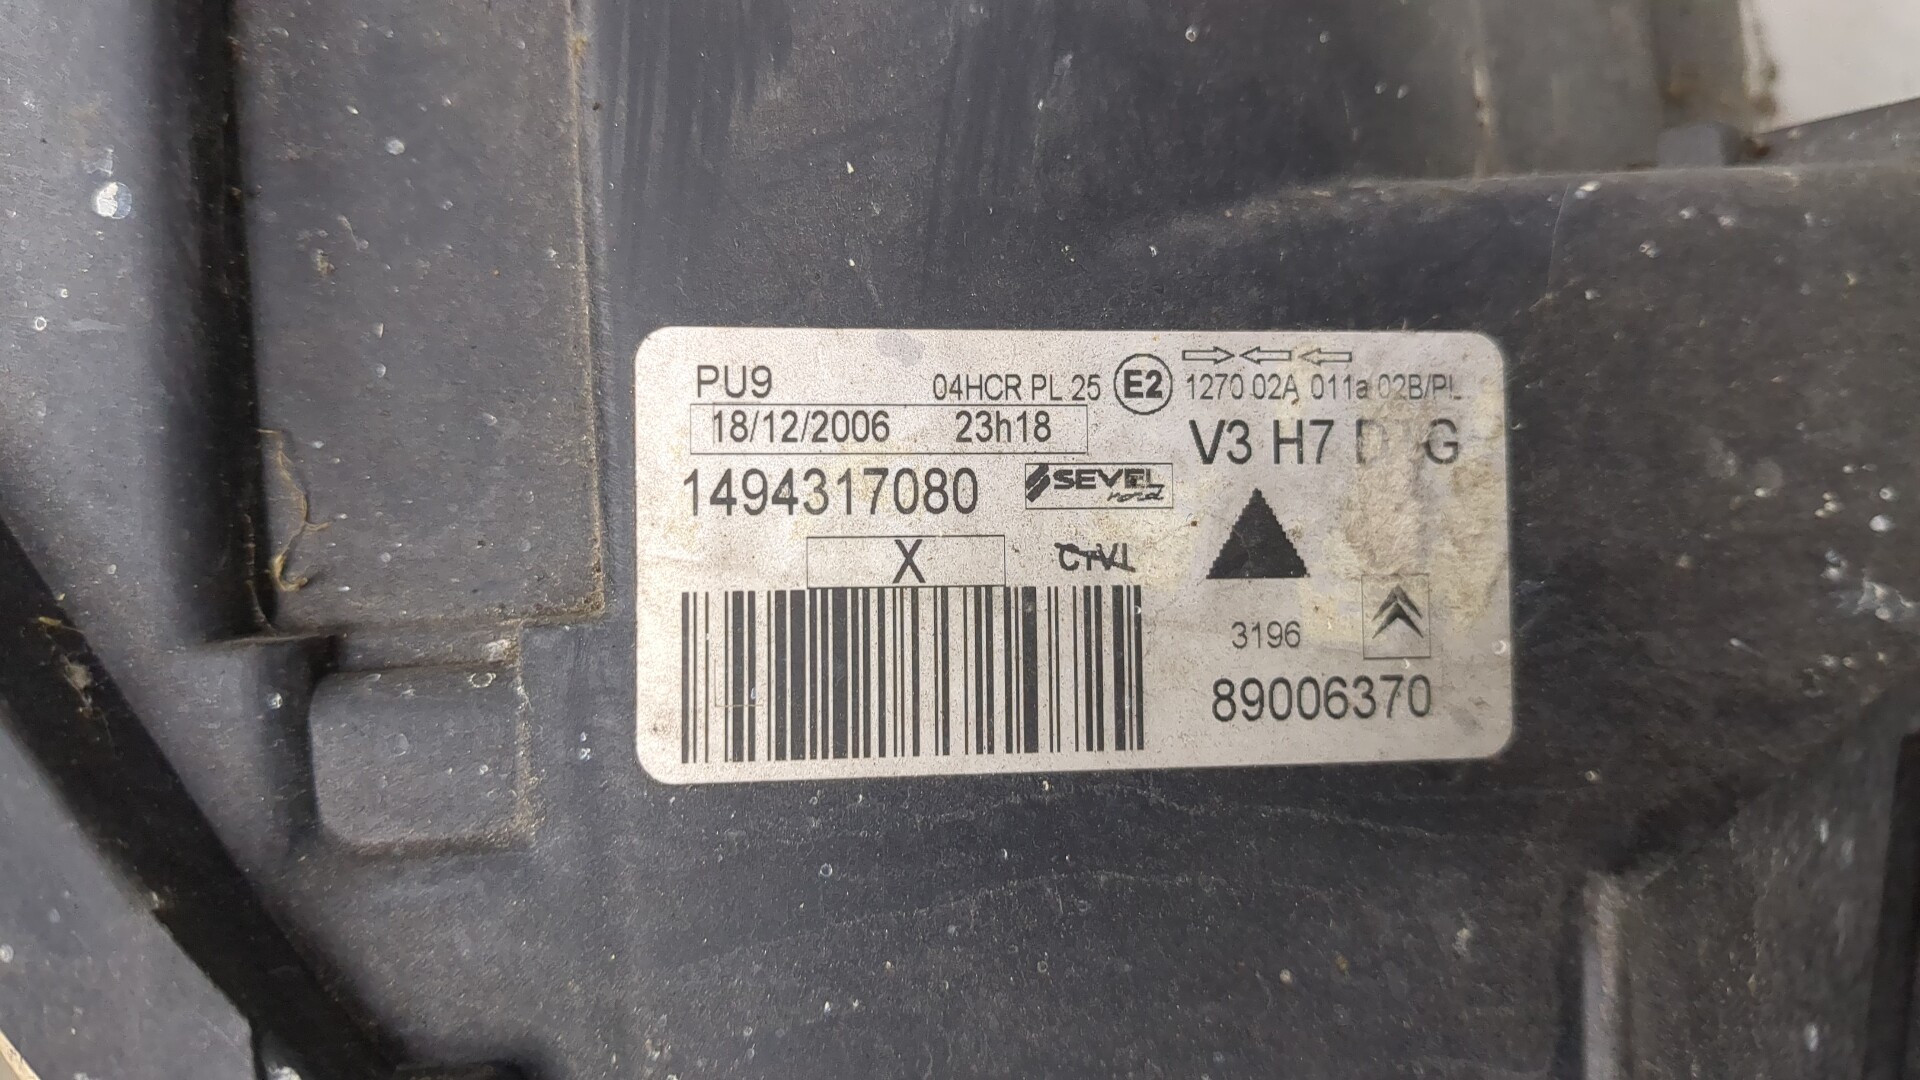 PU9 04HCR PL 25 E2 1270 02A 011a 02B/PL
18/12/2006 23h18
V3 H7 G
1494317080 SEVEL nord
X
3196
89006370